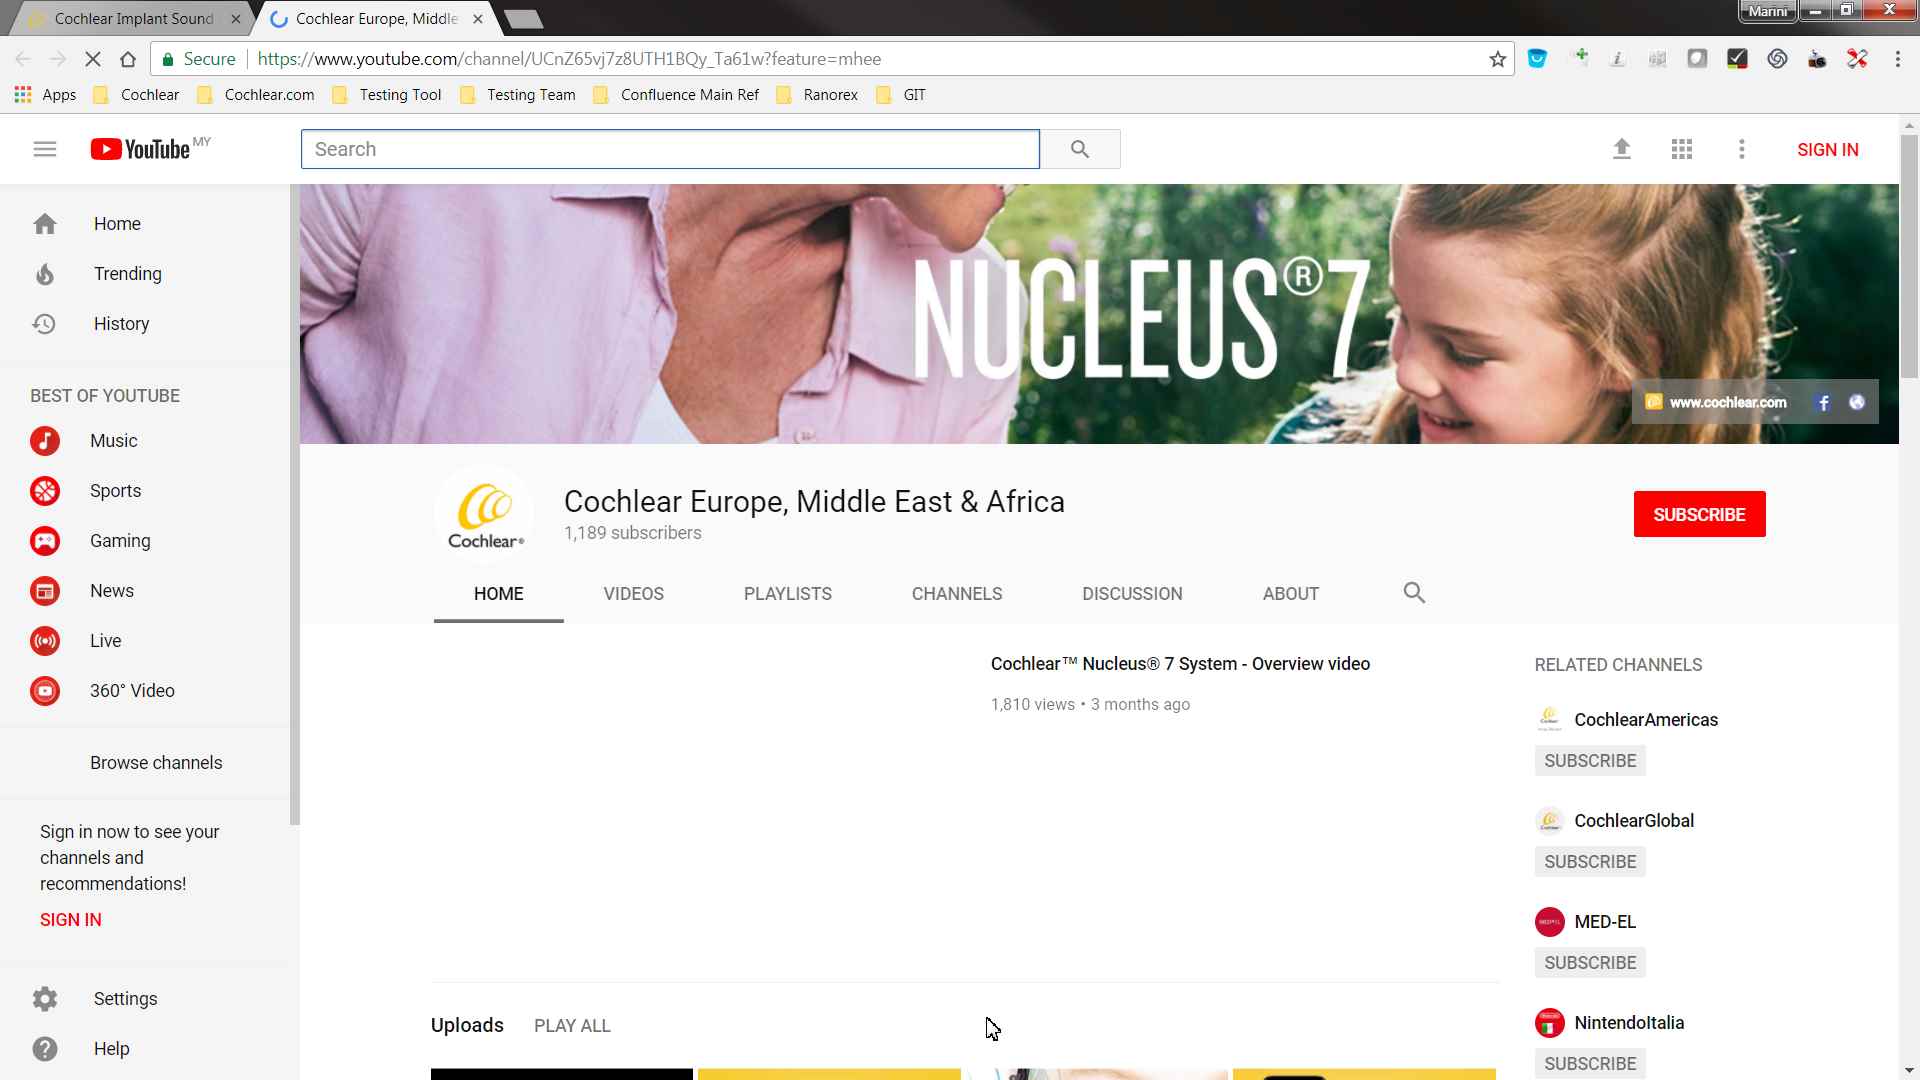 Cochlear Implant Sound
Cochlear Europe, Middle
Marini
Secure
https://www.youtube.com/channel/UCnZ65vj7z8UTH1BQy_Ta61w?feature=mhee
Apps
Cochlear
Cochlear.com
Testing Tool
Testing Team
Confluence Main Ref
Ranorex
GIT
YouTube MY
Search
SIGN IN
Home
Trending
History
BEST OF YOUTUBE
Music
Sports
Gaming
News
Live
360° Video
Browse channels
Sign in now to see your
channels and
recommendations!
SIGN IN
Settings
Help
NUCLEUS®7
www.cochlear.com
Cochlear®
Cochlear Europe, Middle East & Africa
1,189 subscribers
SUBSCRIBE
HOME
VIDEOS
PLAYLISTS
CHANNELS
DISCUSSION
ABOUT
Cochlear™ Nucleus® 7 System - Overview video
1,810 views • 3 months ago
Uploads
PLAY ALL
RELATED CHANNELS
CochlearAmericas
SUBSCRIBE
CochlearGlobal
SUBSCRIBE
MED-EL
SUBSCRIBE
NintendoItalia
SUBSCRIBE